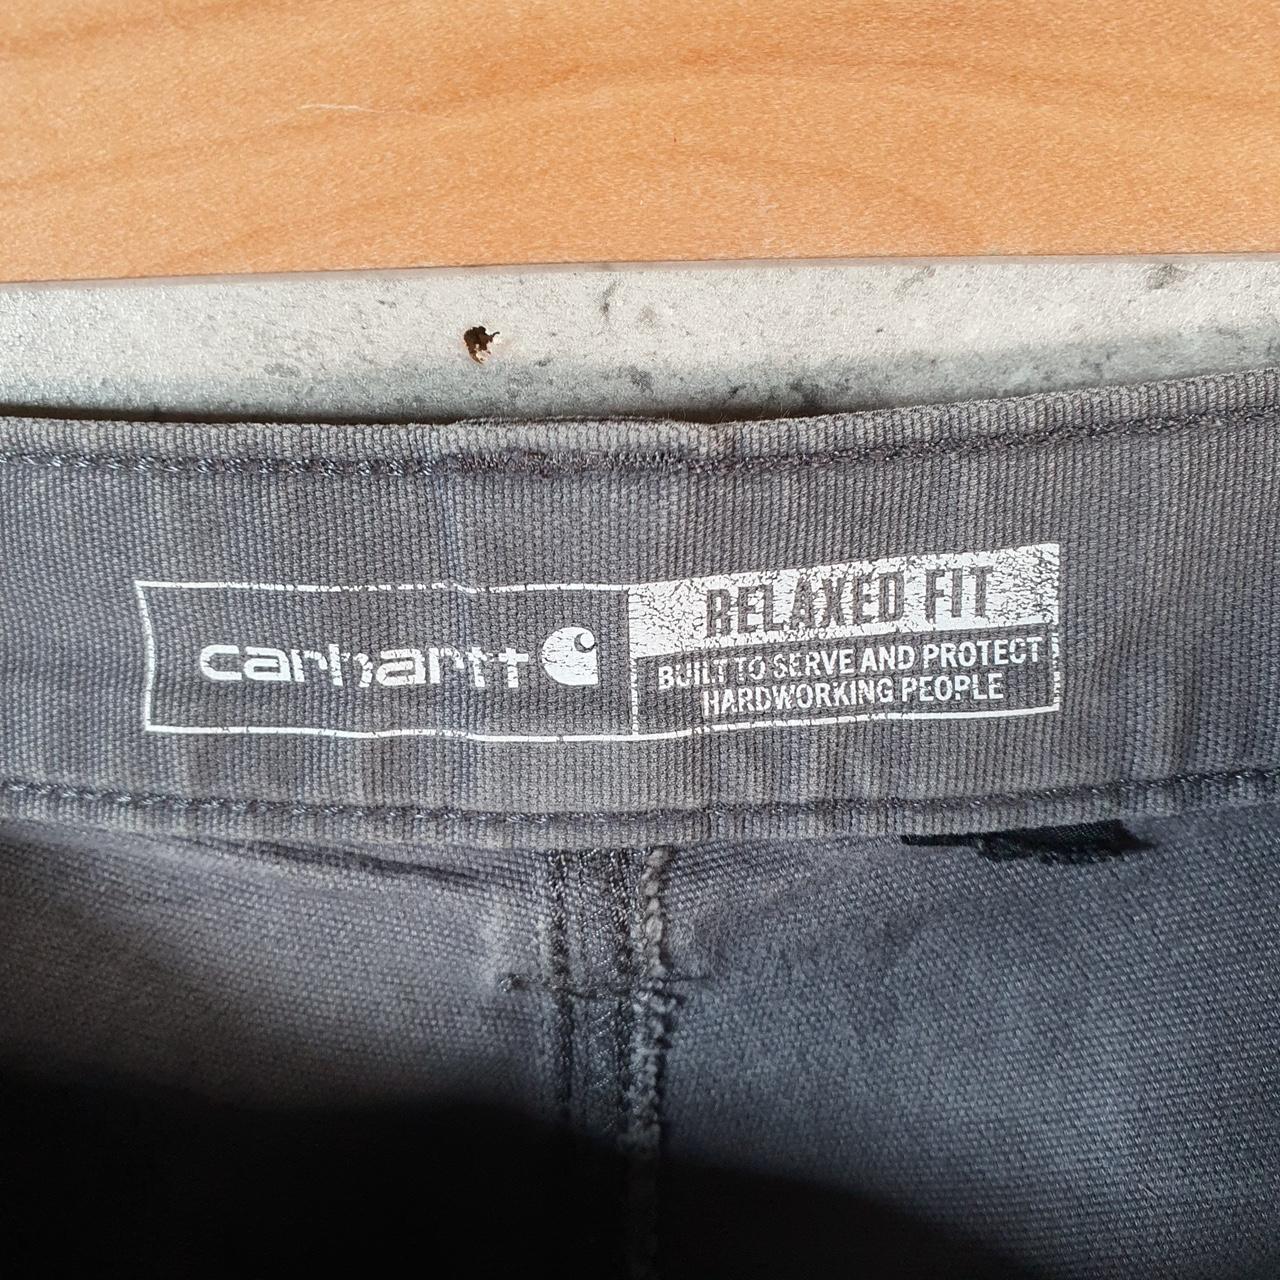 carhartt
RELAXED FIT
BUILT TO SERVE AND PROTECT
HARDWORKING PEOPLE